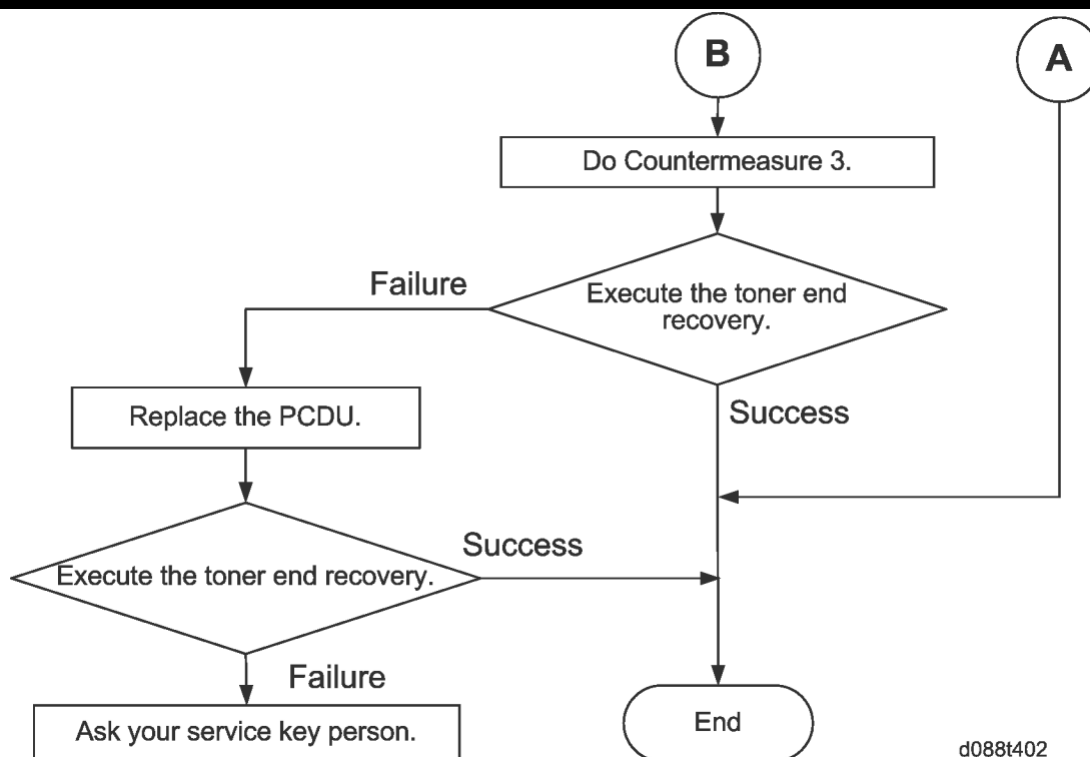 B
A
Do Countermeasure 3.
Failure
Execute the toner end
recovery.
Replace the PCDU.
Success
Success
Execute the toner end recovery.
Failure
Ask your service key person.
End
d088t402